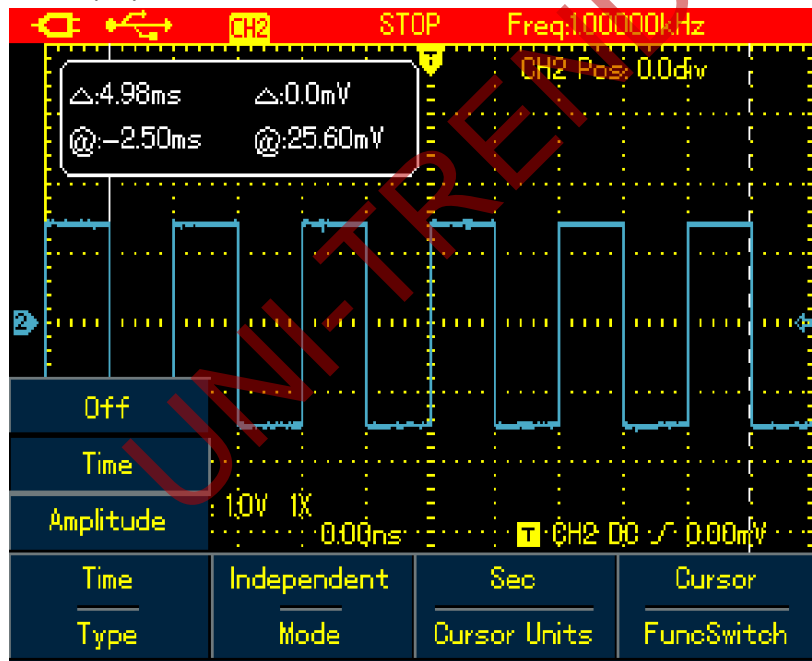 CH2 STOP Freq:1.00000kHz
T
CH2 Pos: 0.0div
△:4.98ms △:0.0mV
@:-2.50ms @:25.60mV
2
Off
Time
Amplitude
1.0V 1X
0.00ns T CH2 DC 0.00mV
Time Independent Sec Cursor
Type Mode Cursor Units FuncSwitch
UNI-TREND